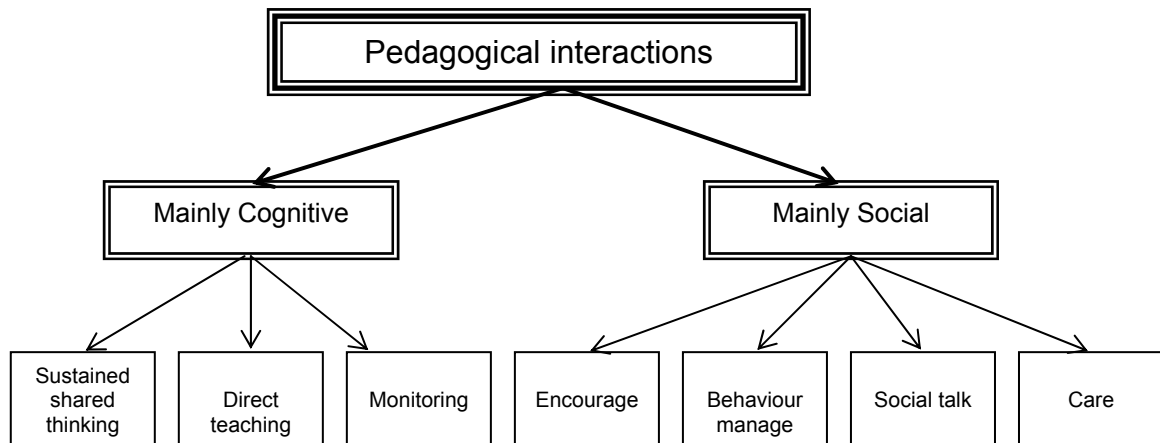 Pedagogical interactions
Mainly Cognitive
Mainly Social
Sustained
shared
thinking
Direct
teaching
Monitoring
Encourage
Behaviour
manage
Social talk
Care